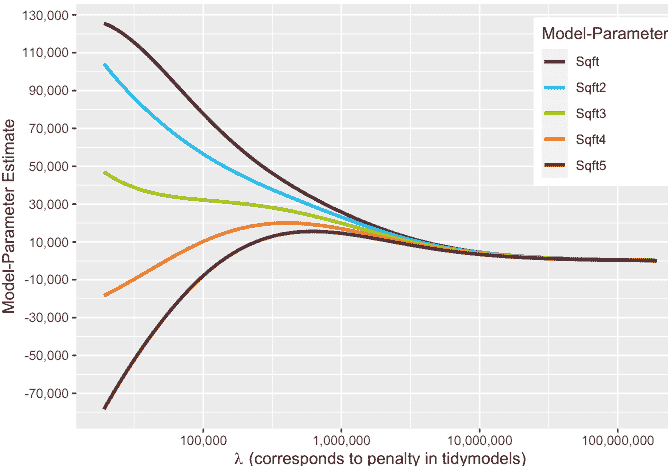 130,000
110,000
90,000
70,000
50,000
30,000
10,000
-10,000
-30,000
-50,000
-70,000
Model-Parameter Estimate
Model-Parameter
Sqft
Sqft2
Sqft3
Sqft4
Sqft5
100,000
1,000,000
10,000,000
100,000,000
λ (corresponds to penalty in tidymodels)